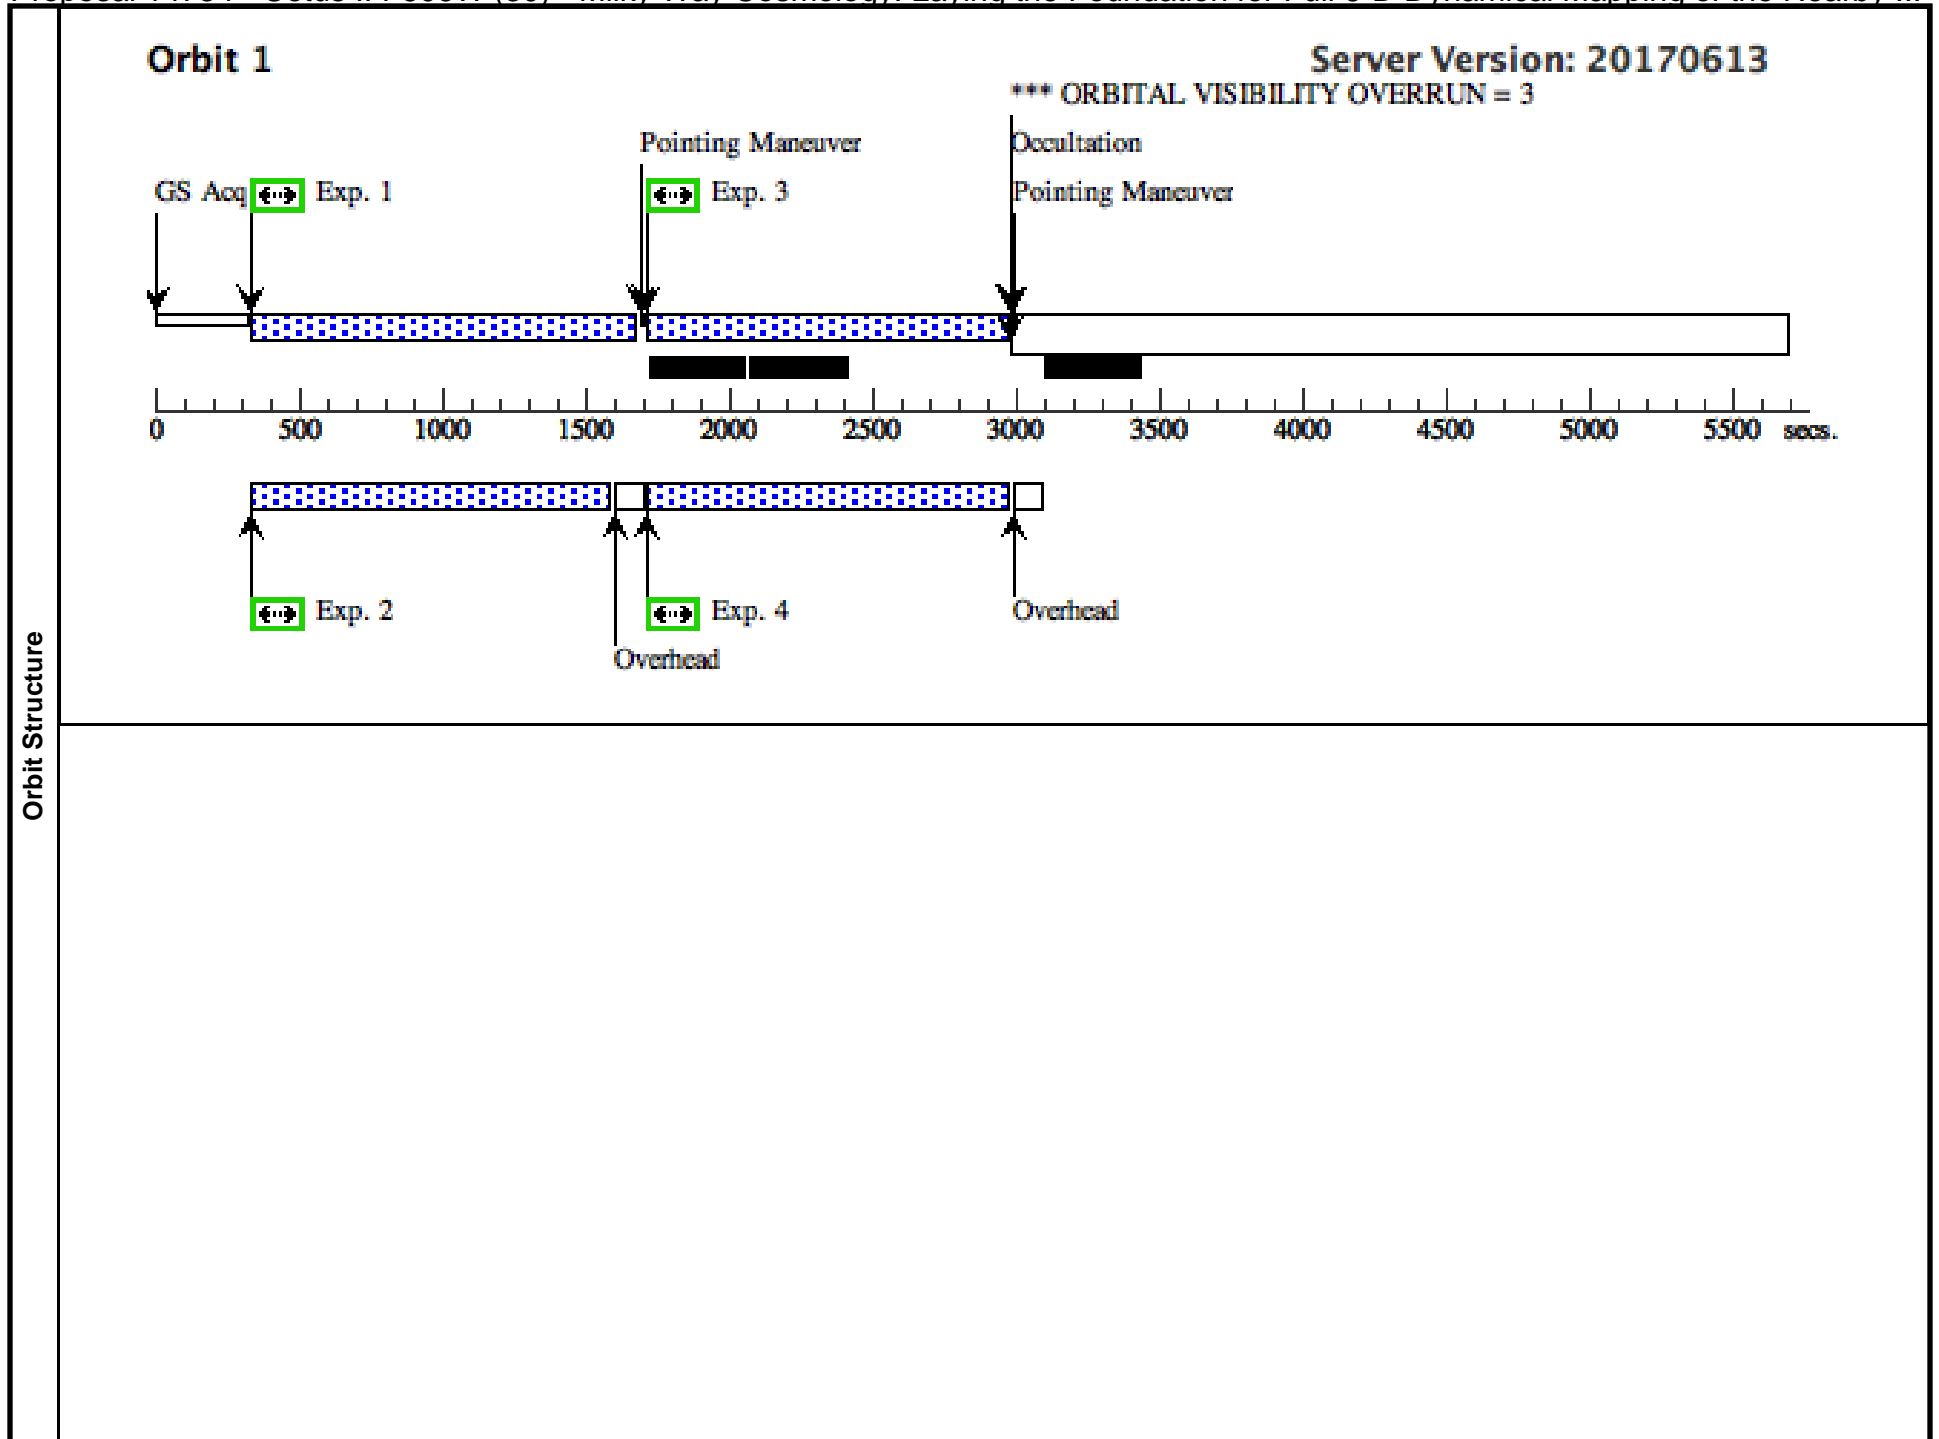 Orbit 1
Server Version: 20170613
*** ORBITAL VISIBILITY OVERRUN = 3
Pointing Maneuver
Occultation
GS Acq
Exp. 1
Exp. 3
Pointing Maneuver
0 500 1000 1500 2000 2500 3000 3500 4000 4500 5000 5500 secs.
Exp. 2
Exp. 4
Overhead
Overhead
Orbit Structure